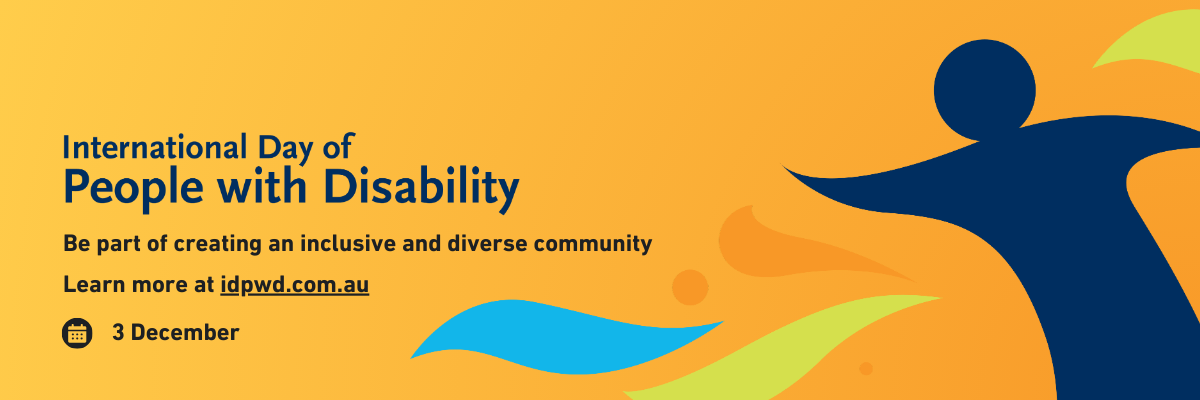 International Day of
People with Disability
Be part of creating an inclusive and diverse community
Learn more at idpwd.com.au
3 December